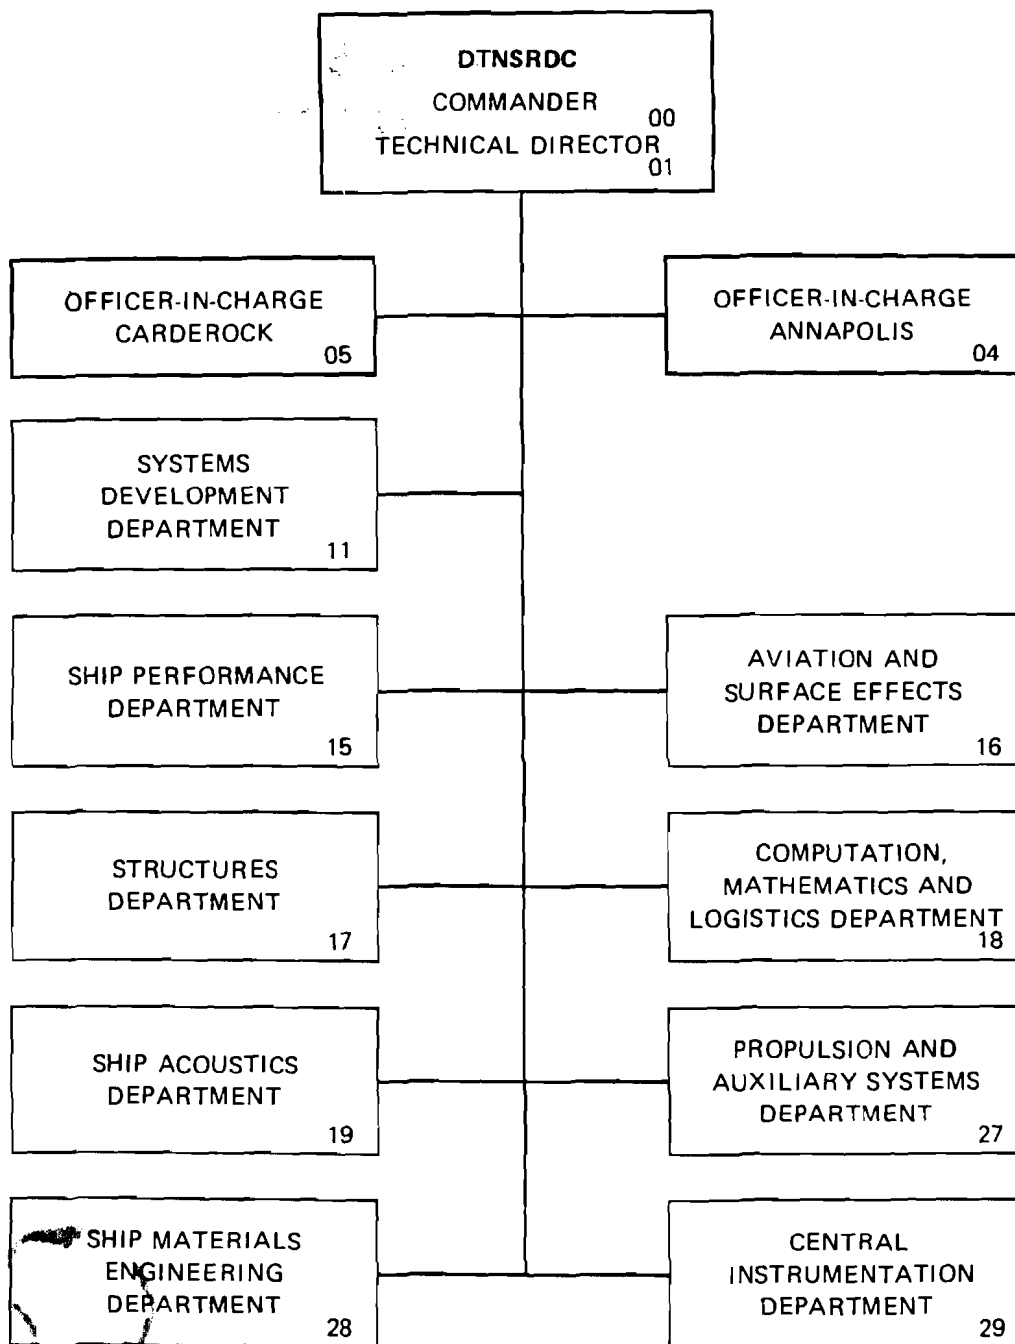 DTNSRDC
COMMANDER
00
TECHNICAL DIRECTOR
01
OFFICER-IN-CHARGE
CARDEROCK
05
OFFICER-IN-CHARGE
ANNAPOLIS
04
SYSTEMS
DEVELOPMENT
DEPARTMENT
11
SHIP PERFORMANCE
DEPARTMENT
15
AVIATION AND
SURFACE EFFECTS
DEPARTMENT
16
STRUCTURES
DEPARTMENT
17
COMPUTATION,
MATHEMATICS AND
LOGISTICS DEPARTMENT
18
SHIP ACOUSTICS
DEPARTMENT
19
PROPULSION AND
AUXILIARY SYSTEMS
DEPARTMENT
27
SHIP MATERIALS
ENGINEERING
DEPARTMENT
28
CENTRAL
INSTRUMENTATION
DEPARTMENT
29